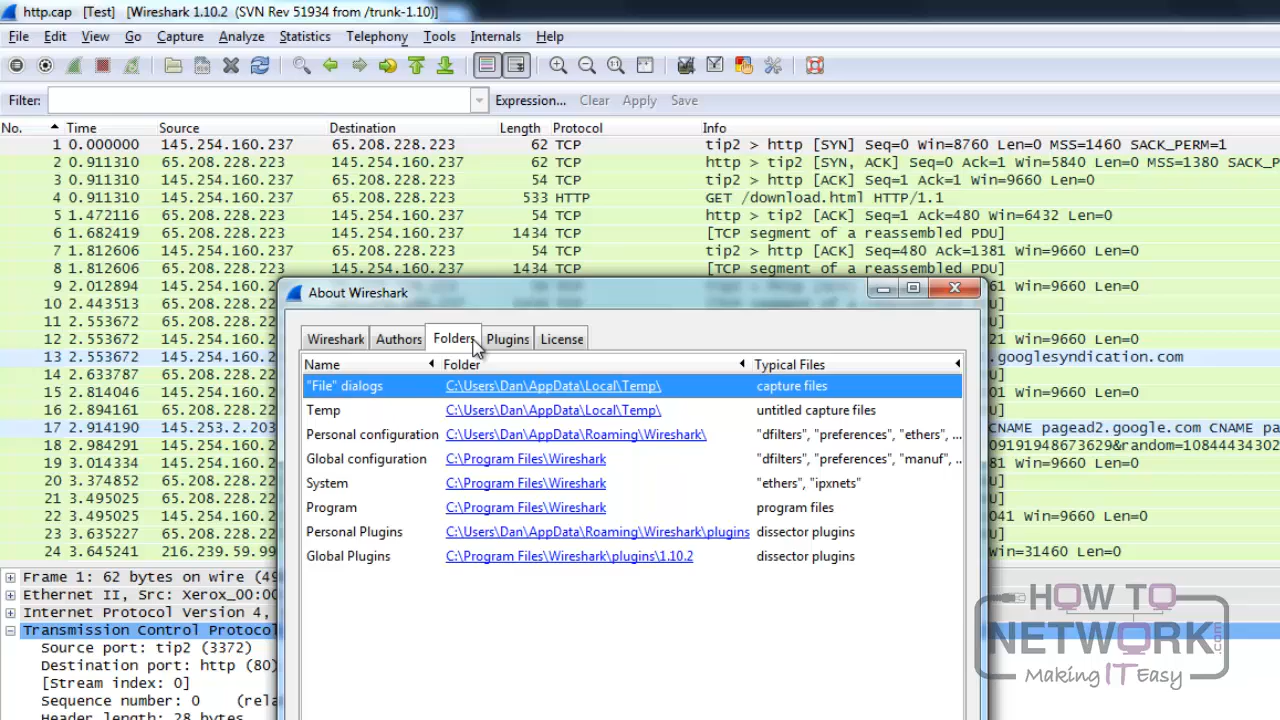 http.cap [Test] [Wireshark 1.10.2 (SVN Rev 51934 from /trunk-1.10)]
File Edit View Go Capture Analyze Statistics Telephony Tools Internals Help
Filter: Expression... Clear Apply Save
No. Time Source Destination Length Protocol Info
1 0.000000 145.254.160.237 65.208.228.223 62 TCP tip2 > http [SYN] Seq=0 Win=8760 Len=0 MSS=1460 SACK_PERM=1
2 0.911310 65.208.228.223 145.254.160.237 62 TCP http > tip2 [SYN, ACK] Seq=0 Ack=1 Win=5840 Len=0 MSS=1380 SACK_P
3 0.911310 145.254.160.237 65.208.228.223 54 TCP tip2 > http [ACK] Seq=1 Ack=1 Win=9660 Len=0
4 0.911310 145.254.160.237 65.208.228.223 533 HTTP GET /download.html HTTP/1.1
5 1.472116 65.208.228.223 145.254.160.237 54 TCP http > tip2 [ACK] Seq=1 Ack=480 Win=6432 Len=0
6 1.682419 65.208.228.223 145.254.160.237 1434 TCP [TCP segment of a reassembled PDU]
7 1.812606 145.254.160.237 65.208.228.223 54 TCP tip2 > http [ACK] Seq=480 Ack=1381 Win=9660 Len=0
8 1.812606 65.208.228.223 145.254.160.237 1434 TCP [TCP segment of a reassembled PDU]
9 2.012894 145.254.160.2 61 Win=9660 Len=0
10 2.443513 65.208.228.22
11 2.553672 65.208.228.22
12 2.553672 145.254.160.2 21 Win=9660 Len=0
13 2.553672 145.254.160.2 .googlesyndication.com
14 2.633787 65.208.228.22
15 2.814046 145.254.160.2 01 Win=9660 Len=0
16 2.894161 65.208.228.22
17 2.914190 145.253.2.203 CNAME pagead2.google.com CNAME pa
18 2.984291 145.254.160.2 09191948673629&random=1084443430
19 3.014334 145.254.160.2 81 Win=9660 Len=0
20 3.374852 65.208.228.22
21 3.495025 65.208.228.22
22 3.495025 145.254.160.2 041 Win=9660 Len=0
23 3.635227 65.208.228.22
24 3.645241 216.239.59.99 Win=31460 Len=0
About Wireshark
Wireshark Authors Folders Plugins License
Name Folder Typical Files
"File" dialogs C:\Users\Dan\AppData\Local\Temp\ capture files
Temp C:\Users\Dan\AppData\Local\Temp\ untitled capture files
Personal configuration C:\Users\Dan\AppData\Roaming\Wireshark\ "dfilters", "preferences", "ethers", ...
Global configuration C:\Program Files\Wireshark "dfilters", "preferences", "manuf", ..
System C:\Program Files\Wireshark "ethers", "ipxnets"
Program C:\Program Files\Wireshark program files
Personal Plugins C:\Users\Dan\AppData\Roaming\Wireshark\plugins dissector plugins
Global Plugins C:\Program Files\Wireshark\plugins\1.10.2 dissector plugins
Frame 1: 62 bytes on wire (49
Ethernet II, Src: Xerox_00:00
Internet Protocol Version 4,
Transmission Control Protocol
Source port: tip2 (3372)
Destination port: http (80)
[Stream index: 0]
Sequence number: 0 (rela
Header length: 28 bytes
HOW TO
NETWORK.com
Making IT Easy